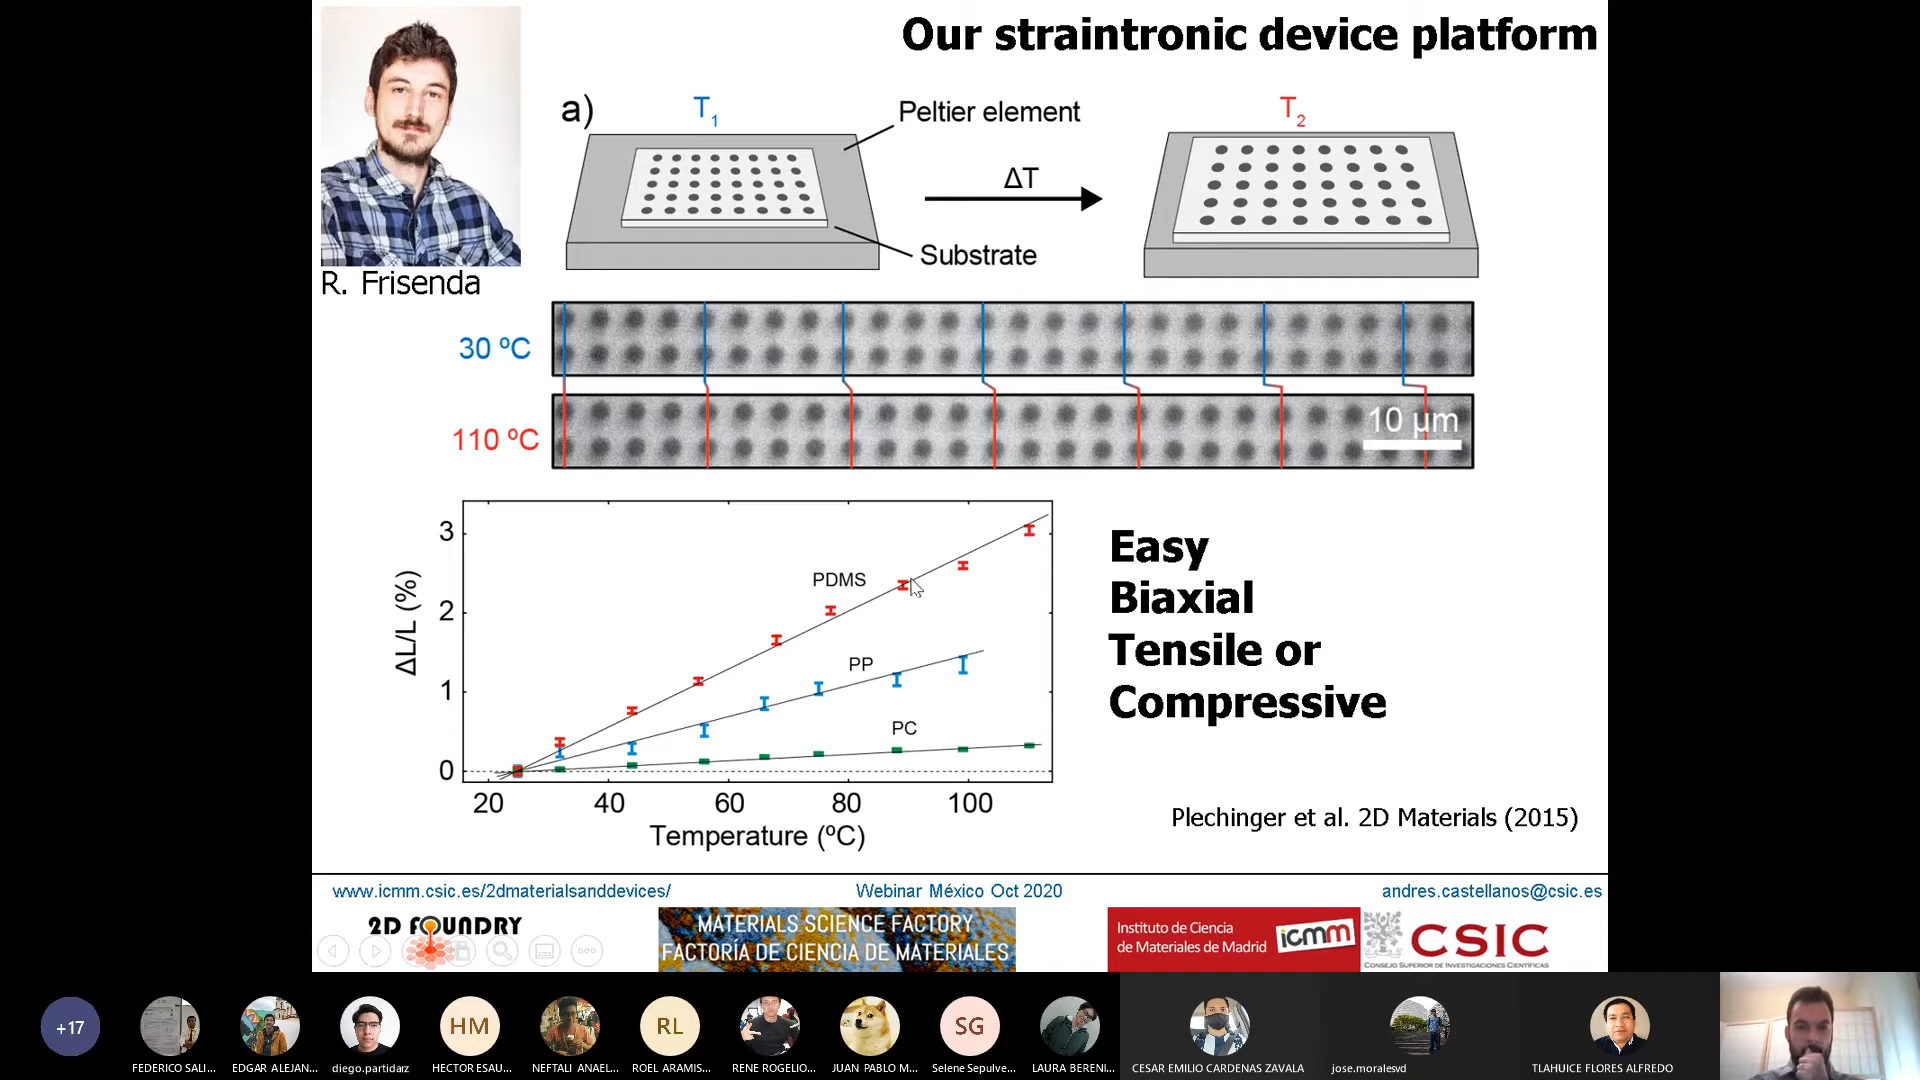 Our straintronic device platform
R. Frisenda
a)
T1
Peltier element
ΔT
T2
Substrate
30 ºC
110 ºC
10 µm
ΔL/L (%)
3
2
1
0
PDMS
PP
PC
20 40 60 80 100
Temperature (ºC)
Easy
Biaxial
Tensile or
Compressive
Plechinger et al. 2D Materials (2015)
www.icmm.csic.es/2dmaterialsanddevices/
Webinar México Oct 2020
andres.castellanos@csic.es
2D FOUNDRY
MATERIALS SCIENCE FACTORY
FACTORÍA DE CIENCIA DE MATERIALES
Instituto de Ciencia
de Materiales de Madrid
icmm
CSIC
CONSEJO SUPERIOR DE INVESTIGACIONES CIENTÍFICAS
+17
HM
RL
SG
FEDERICO SALI...
EDGAR ALEJAN...
diego.partidarz
HECTOR ESAU...
NEFTALI ANAEL...
ROEL ARAMIS...
RENE ROGELIO...
JUAN PABLO M...
Selene Sepulve...
LAURA BERENI...
CESAR EMILIO CARDENAS ZAVALA
jose.moralesvd
TLAHUICE FLORES ALFREDO